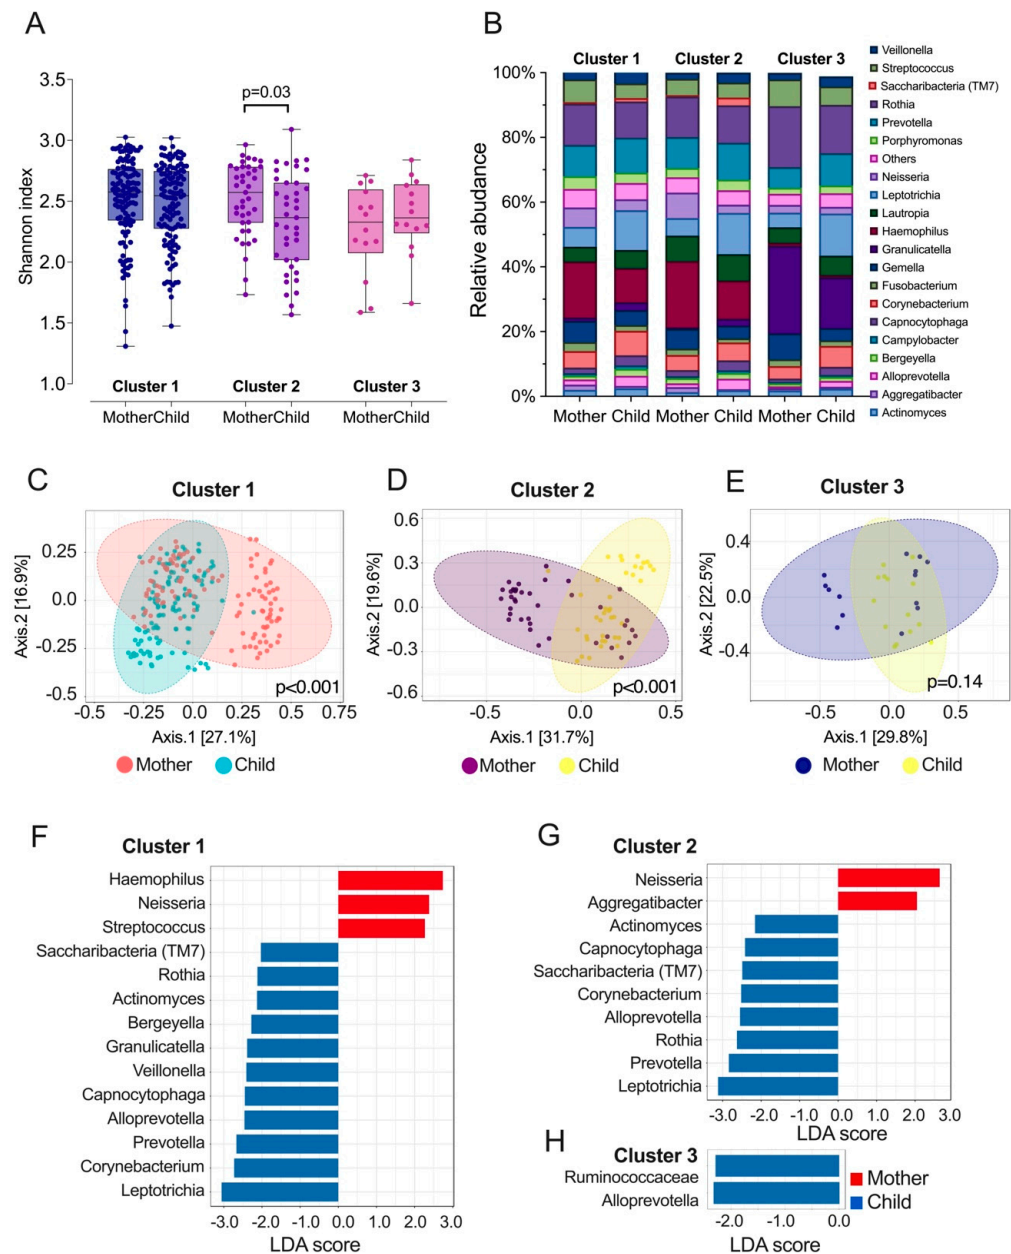 A
3.5
3.0
2.5
2.0
1.5
1.0
Shannon index
p=0.03
Cluster 1
Cluster 2
Cluster 3
MotherChild
MotherChild
MotherChild
B
Cluster 1
Cluster 2
Cluster 3
100%
80%
60%
40%
20%
0%
Relative abudance
Mother Child
Mother Child
Mother Child
Veillonella
Streptococcus
Saccharibacteria (TM7)
Rothia
Prevotella
Porphyromonas
Others
Neisseria
Leptotrichia
Lautropia
Haemophilus
Granulicatella
Gemella
Fusobacterium
Corynebacterium
Capnocytophaga
Campylobacter
Bergeyella
Alloprevotella
Aggregatibacter
Actinomyces
C
Cluster 1
0.25
0.0
-0.25
-0.5
Axis.2 [16.9%]
p<0.001
-0.5 -0.25 0.0 0.25 0.5 0.75
Axis.1 [27.1%]
Mother Child
D
Cluster 2
0.6
0.3
0.0
-0.3
-0.6
Axis.2 [19.6%]
p<0.001
-0.5 0.0 0.5
Axis.1 [31.7%]
Mother Child
E
Cluster 3
0.4
0.0
-0.4
Axis.2 [22.5%]
p=0.14
-0.5 0.0 0.5
Axis.1 [29.8%]
Mother Child
F
Cluster 1
Haemophilus
Neisseria
Streptococcus
Saccharibacteria (TM7)
Rothia
Actinomyces
Bergeyella
Granulicatella
Veillonella
Capnocytophaga
Alloprevotella
Prevotella
Corynebacterium
Leptotrichia
-3.0 -2.0 -1.0 0.0 1.0 2.0 3.0
LDA score
G
Cluster 2
Neisseria
Aggregatibacter
Actinomyces
Capnocytophaga
Saccharibacteria (TM7)
Corynebacterium
Alloprevotella
Rothia
Prevotella
Leptotrichia
-3.0 -2.0 -1.0 0.0 1.0 2.0 3.0
LDA score
H
Cluster 3
Ruminococcaceae
Alloprevotella
-2.0 -1.0 0.0
LDA score
Mother
Child